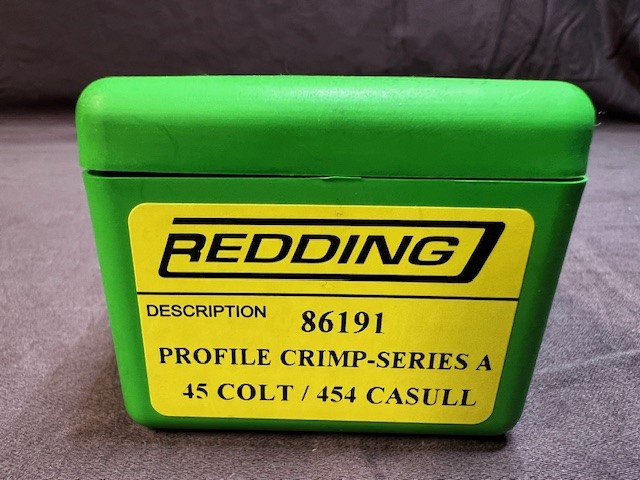 REDDING
DESCRIPTION 86191
PROFILE CRIMP-SERIES A
45 COLT / 454 CASULL